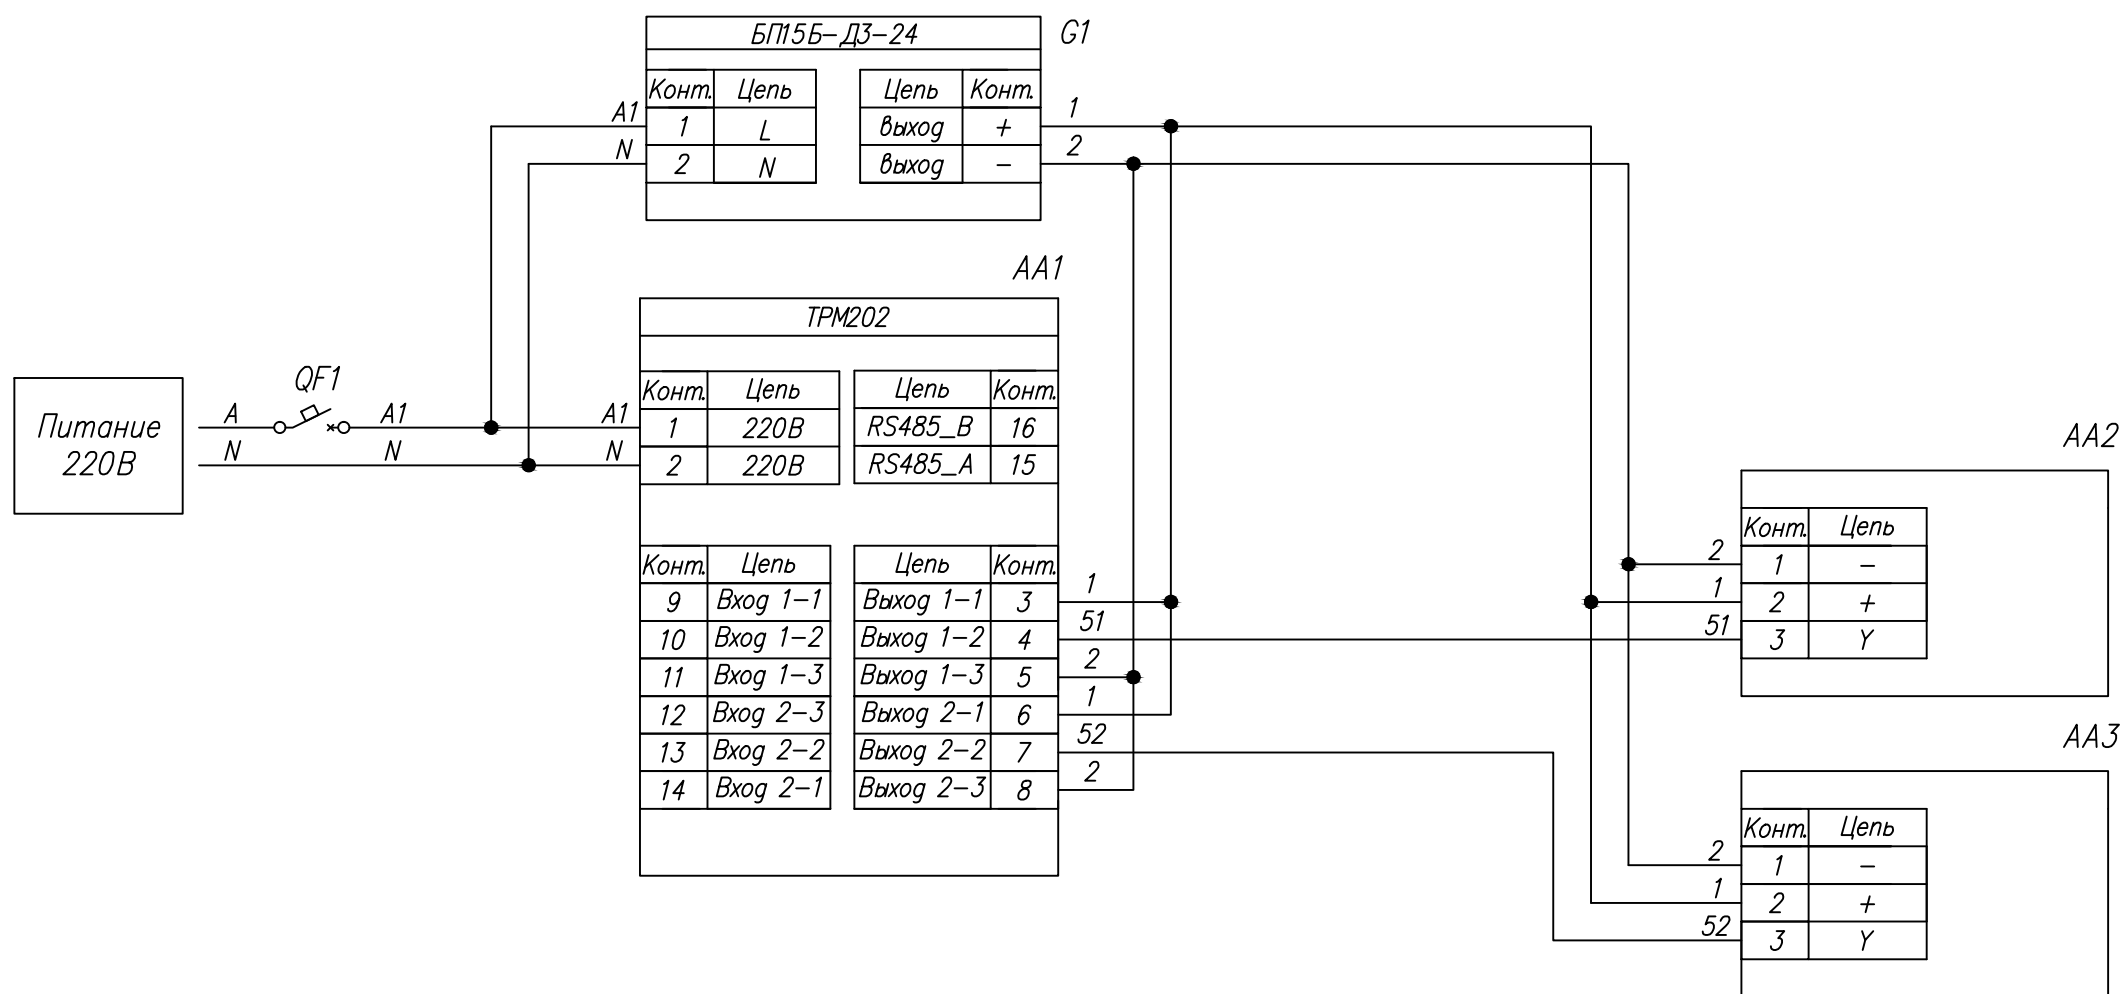 БП15Б-Д3-24
G1
Конт. Цепь Цепь Конт.
A1 1 L выход + 1
N 2 N выход - 2
AA1
ТРМ202
QF1
Питание
220В
A A1 A1
N N N
Конт. Цепь Цепь Конт.
1 220В RS485_B 16
2 220В RS485_A 15
Конт. Цепь Цепь Конт.
9 Вход 1-1 Выход 1-1 3 1
10 Вход 1-2 Выход 1-2 4 51
11 Вход 1-3 Выход 1-3 5 2
12 Вход 2-3 Выход 2-1 6 1
13 Вход 2-2 Выход 2-2 7 52
14 Вход 2-1 Выход 2-3 8 2
AA2
Конт. Цепь
2 1 -
1 2 +
51 3 Y
AA3
Конт. Цепь
2 1 -
1 2 +
52 3 Y